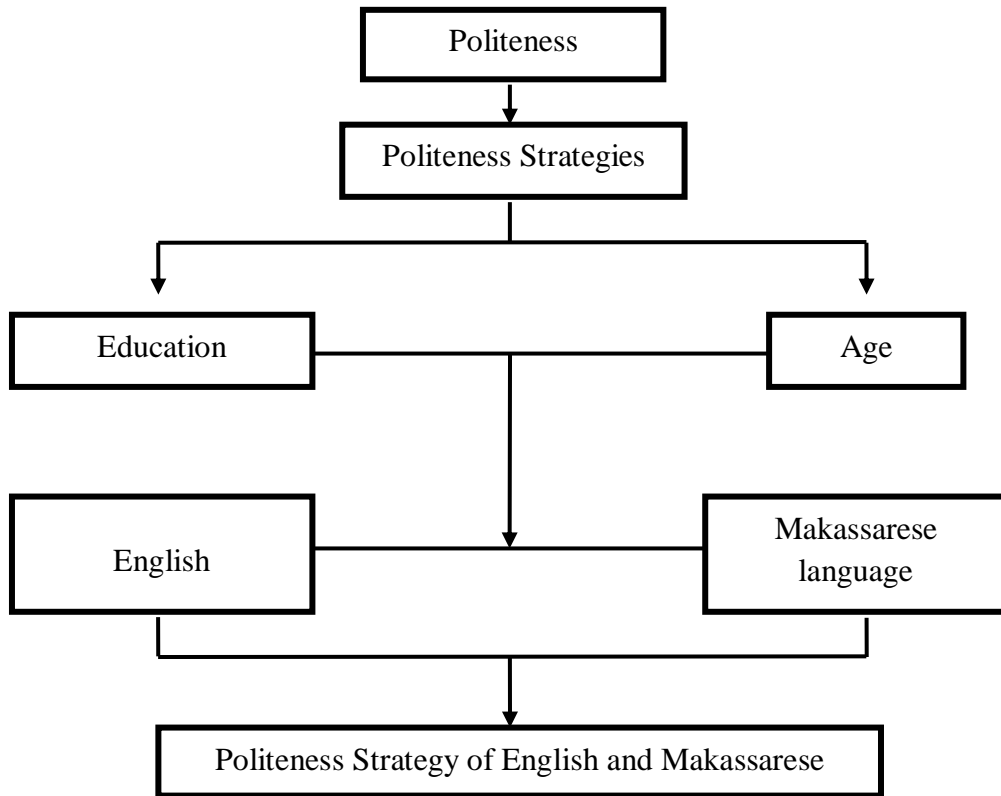 Politeness
Politeness Strategies
Education
Age
English
Makassarese
language
Politeness Strategy of English and Makassarese